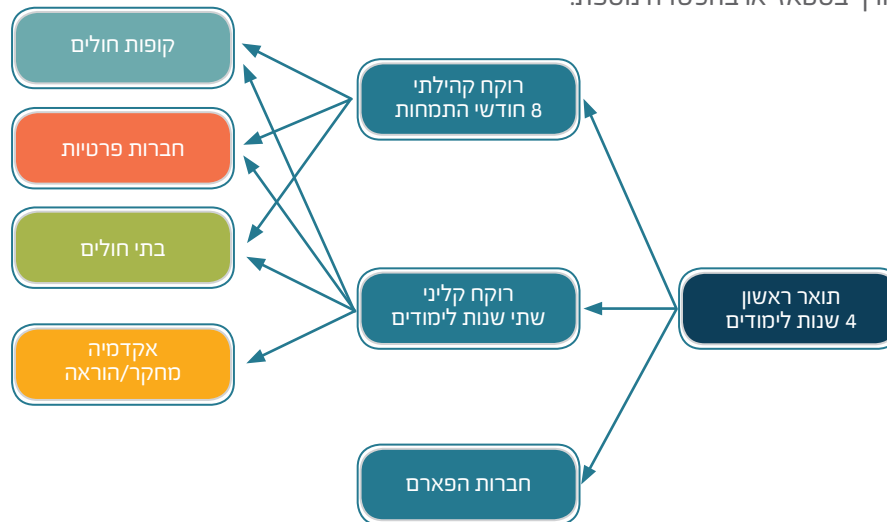 תואר ראשון
4 שנות לימודים
רוקח קהילתי
8 חודשי התמחות
רוקח קליני
שתי שנות לימודים
חברות הפארם
קופות חולים
חברות פרטיות
בתי חולים
אקדמיה
מחקר/הוראה